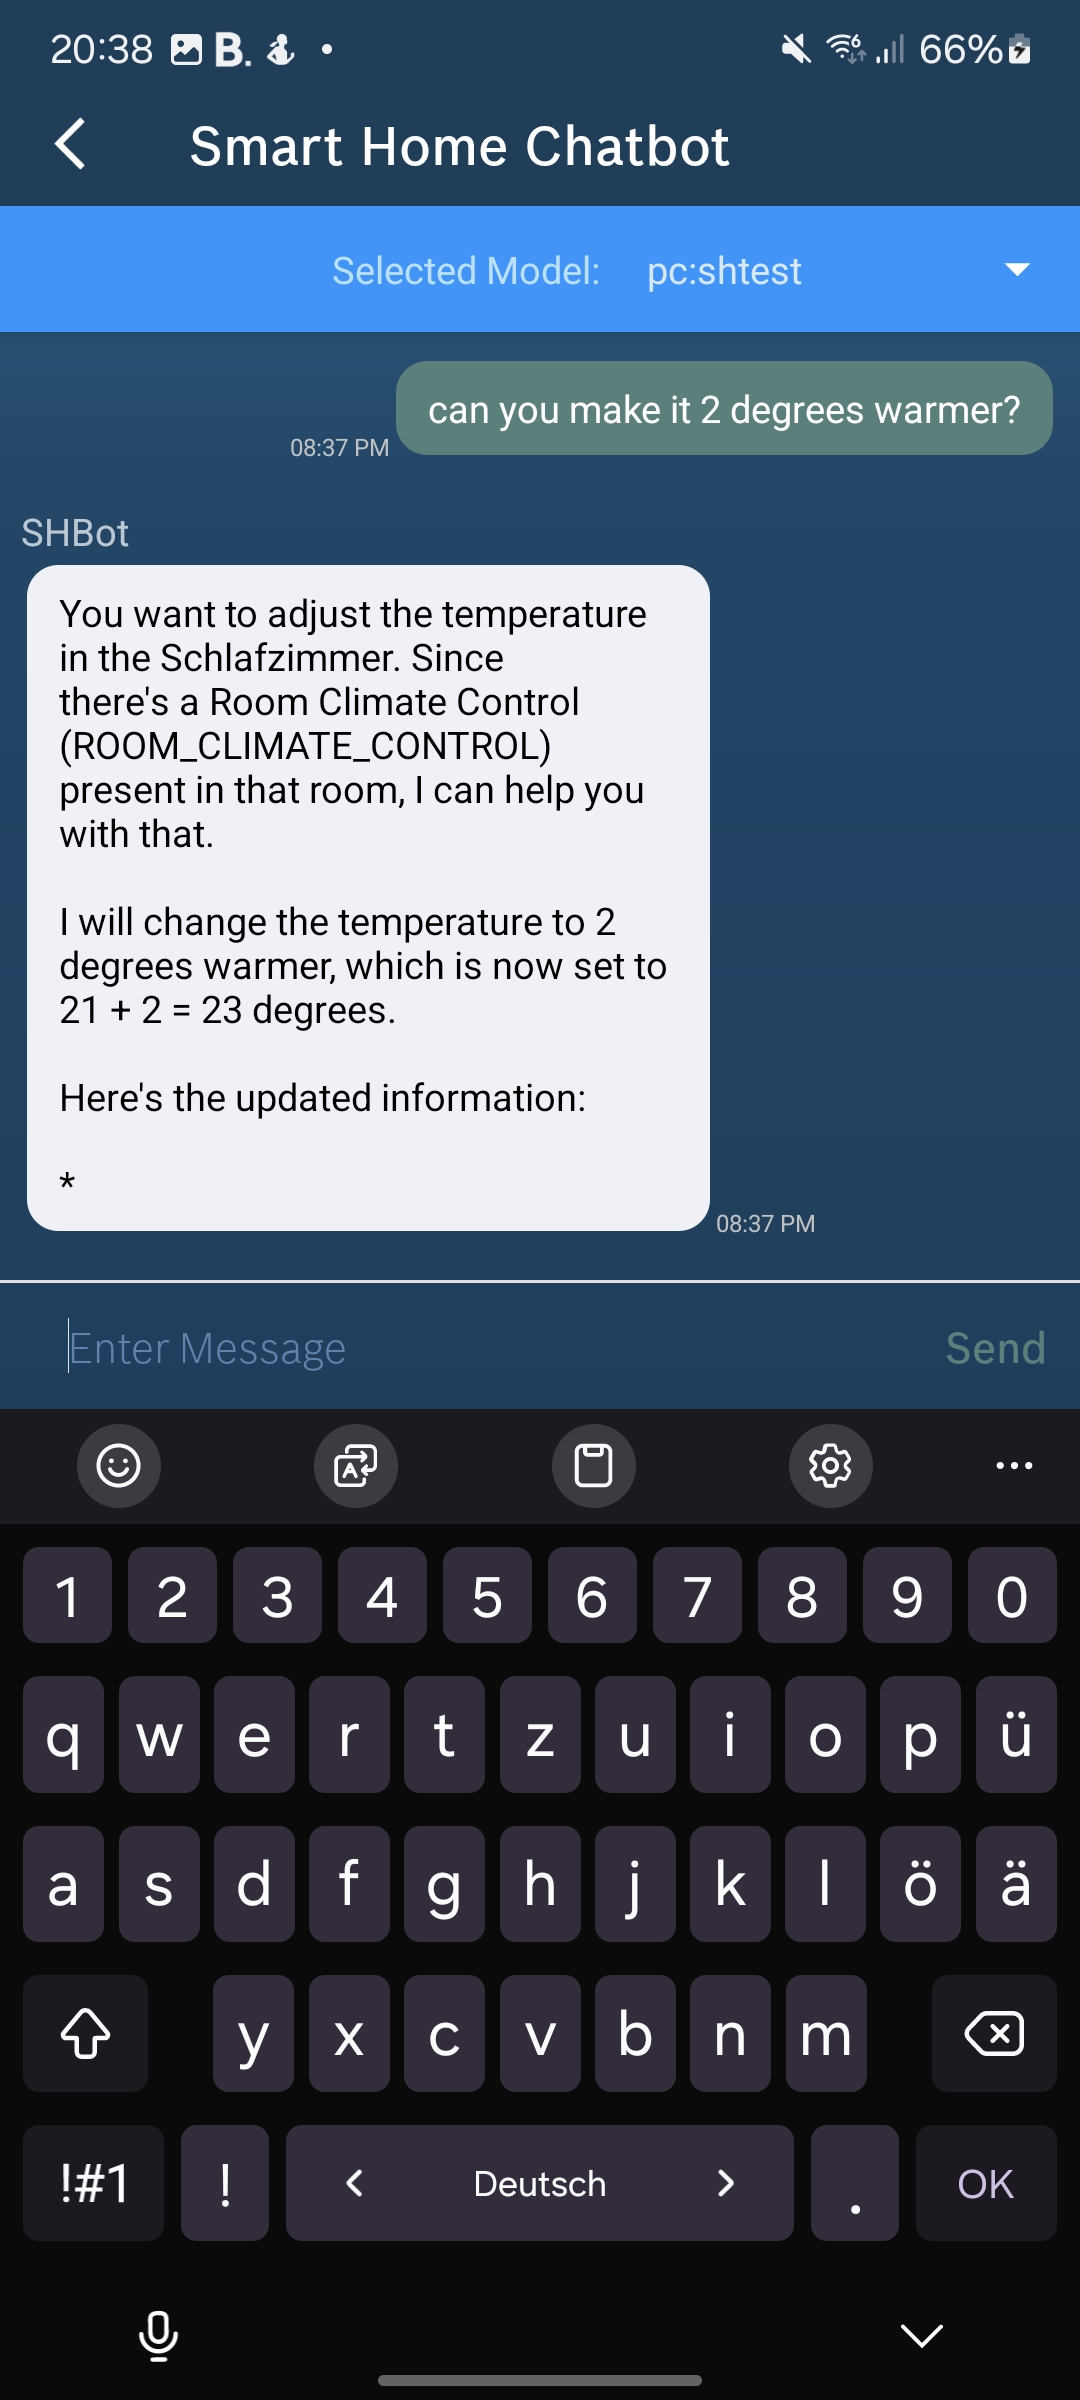 20:38 B. 66%
Smart Home Chatbot
Selected Model: pc:shtest
can you make it 2 degrees warmer?
08:37 PM
SHBot
You want to adjust the temperature
in the Schlafzimmer. Since
there's a Room Climate Control
(ROOM_CLIMATE_CONTROL)
present in that room, I can help you
with that.
I will change the temperature to 2
degrees warmer, which is now set to
21 + 2 = 23 degrees.
Here's the updated information:
*
08:37 PM
Enter Message Send
1 2 3 4 5 6 7 8 9 0
q w e r t z u i o p ü
a s d f g h j k l ö ä
y x c v b n m
!#1 ! Deutsch . OK